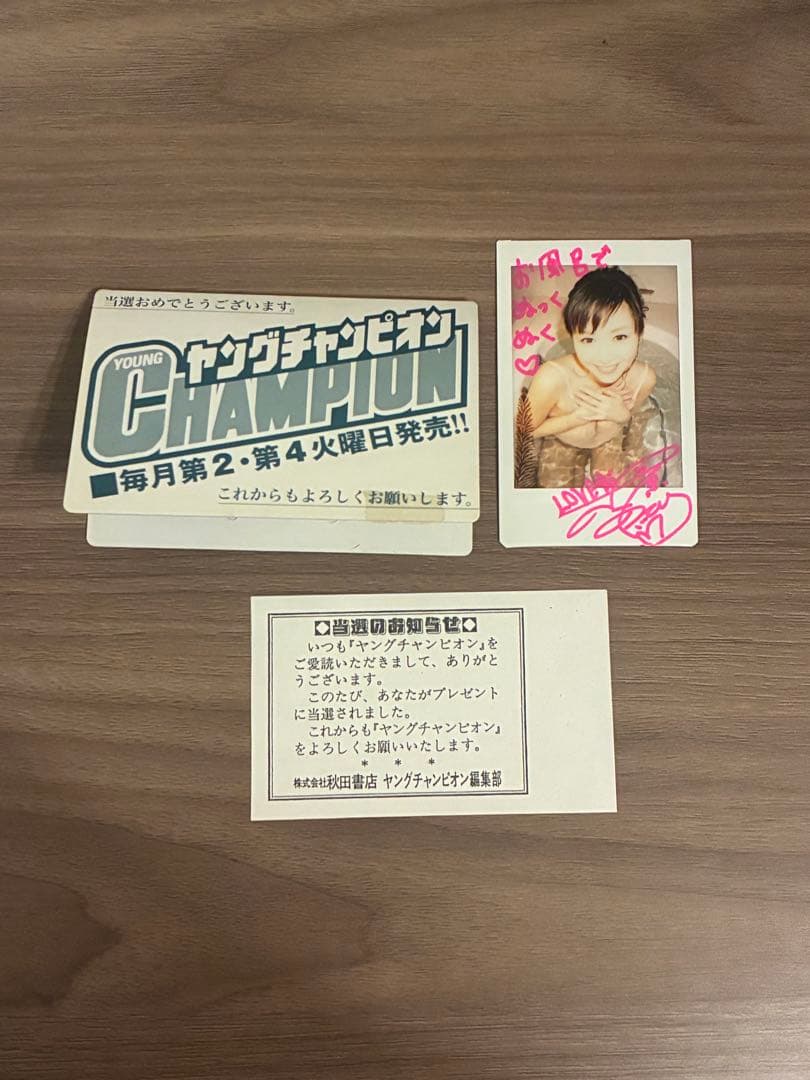 当選おめでとうございます。
ヤングチャンピオン
YOUNG
CHAMPION
■毎月第2・第4火曜日発売!!
これからもよろしくお願いします。
お風呂で
ぬっく
ぬく♡
LOVE
◆当選のお知らせ◆
いつも『ヤングチャンピオン』を
ご愛読いただきまして、ありがと
うございます。
このたび、あなたがプレゼント
に当選されました。
これからも『ヤングチャンピオン』
をよろしくお願いいたします。
* * *
株式会社秋田書店 ヤングチャンピオン編集部